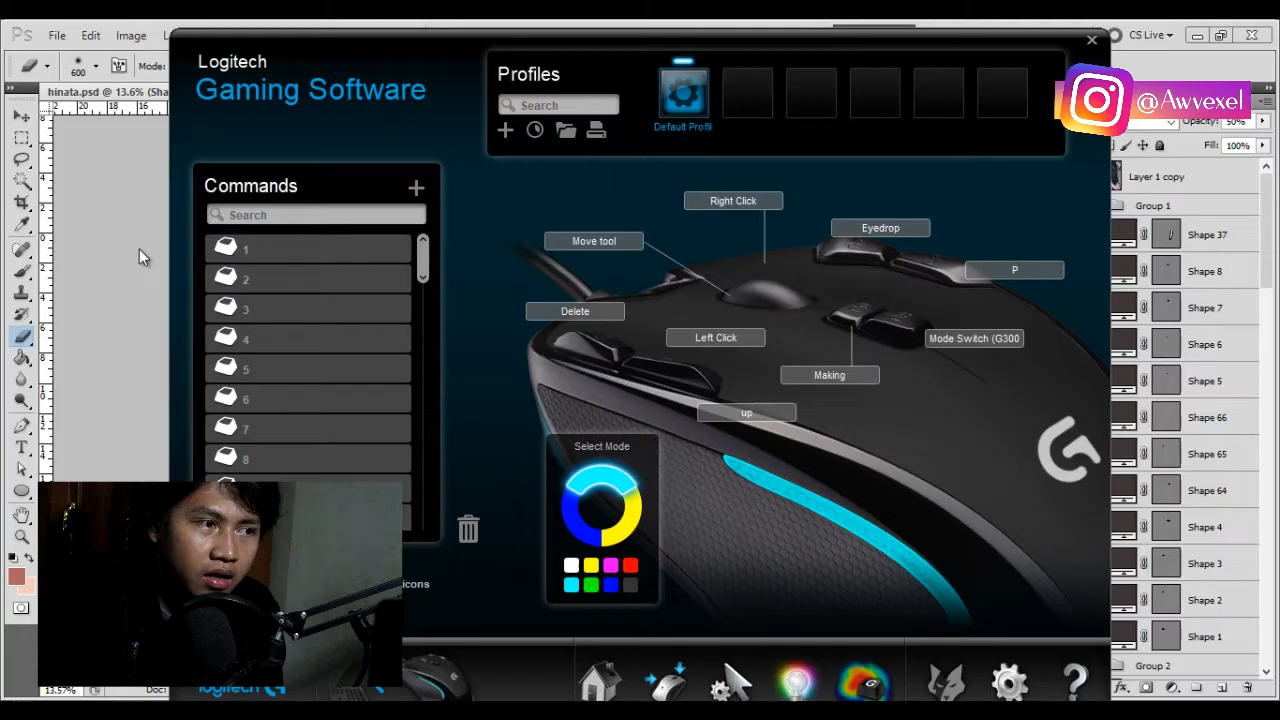 Ps File Edit Image
CS Live
Logitech
Gaming Software
Profiles
Search
Default Profil
@Awvexel
600 Mode:
Opacity: 50%
hinata.psd @ 13.6% (Sha
Fill: 100%
2 20 18 16
Commands
Search
1
2
3
4
5
6
7
8
Right Click
Move tool
Eyedrop
P
Delete
Left Click
Mode Switch (G300
Making
up
Select Mode
Layer 1 copy
Group 1
Shape 37
Shape 8
Shape 7
Shape 6
Shape 5
Shape 66
Shape 65
Shape 64
Shape 4
Shape 3
Shape 2
Shape 1
Group 2
icons
13.57% Doc:
logitech